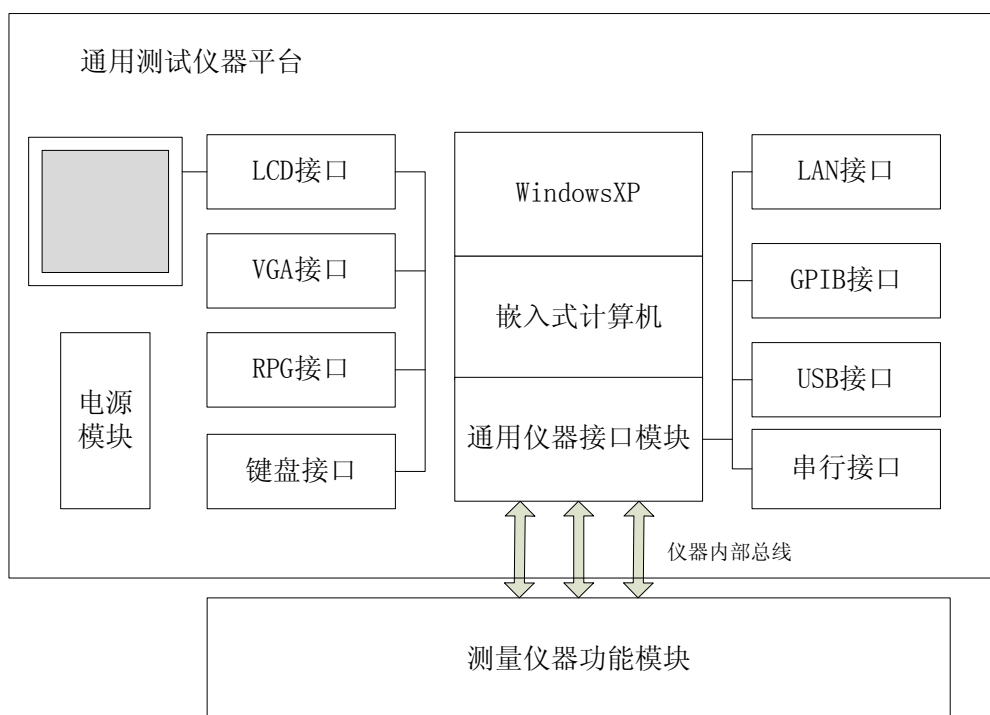 通用测试仪器平台
LCD接口
VGA接口
RPG接口
键盘接口
电源
模块
WindowsXP
嵌入式计算机
通用仪器接口模块
LAN接口
GPIB接口
USB接口
串行接口
仪器内部总线
测量仪器功能模块